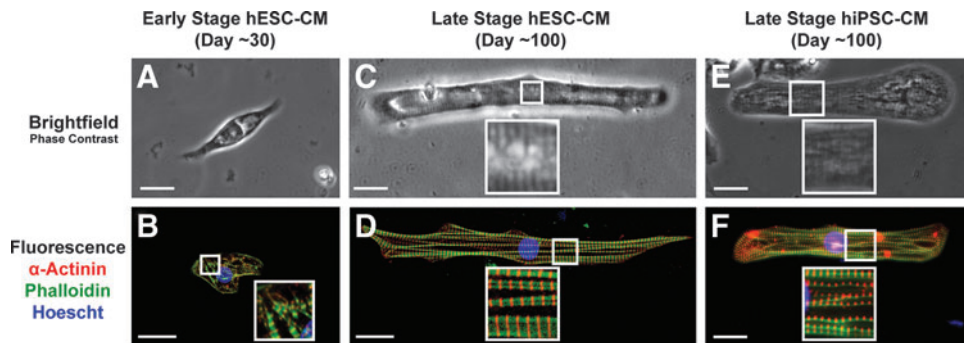 Early Stage hESC-CM
(Day ~30)
Late Stage hESC-CM
(Day ~100)
Late Stage hiPSC-CM
(Day ~100)
Brightfield
Phase Contrast
A
C
E
Fluorescence
α-Actinin
Phalloidin
Hoescht
B
D
F